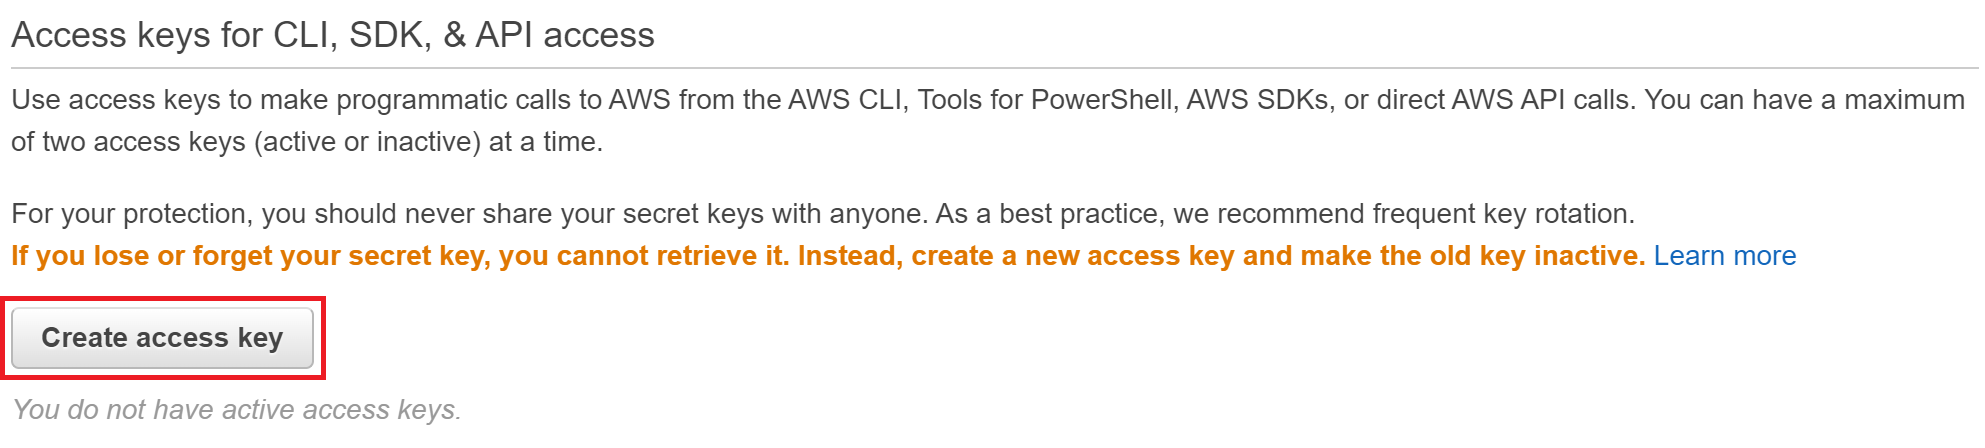 Access keys for CLI, SDK, & API access
Use access keys to make programmatic calls to AWS from the AWS CLI, Tools for PowerShell, AWS SDKs, or direct AWS API calls. You can have a maximum
of two access keys (active or inactive) at a time.
For your protection, you should never share your secret keys with anyone. As a best practice, we recommend frequent key rotation.
If you lose or forget your secret key, you cannot retrieve it. Instead, create a new access key and make the old key inactive. Learn more
Create access key
You do not have active access keys.